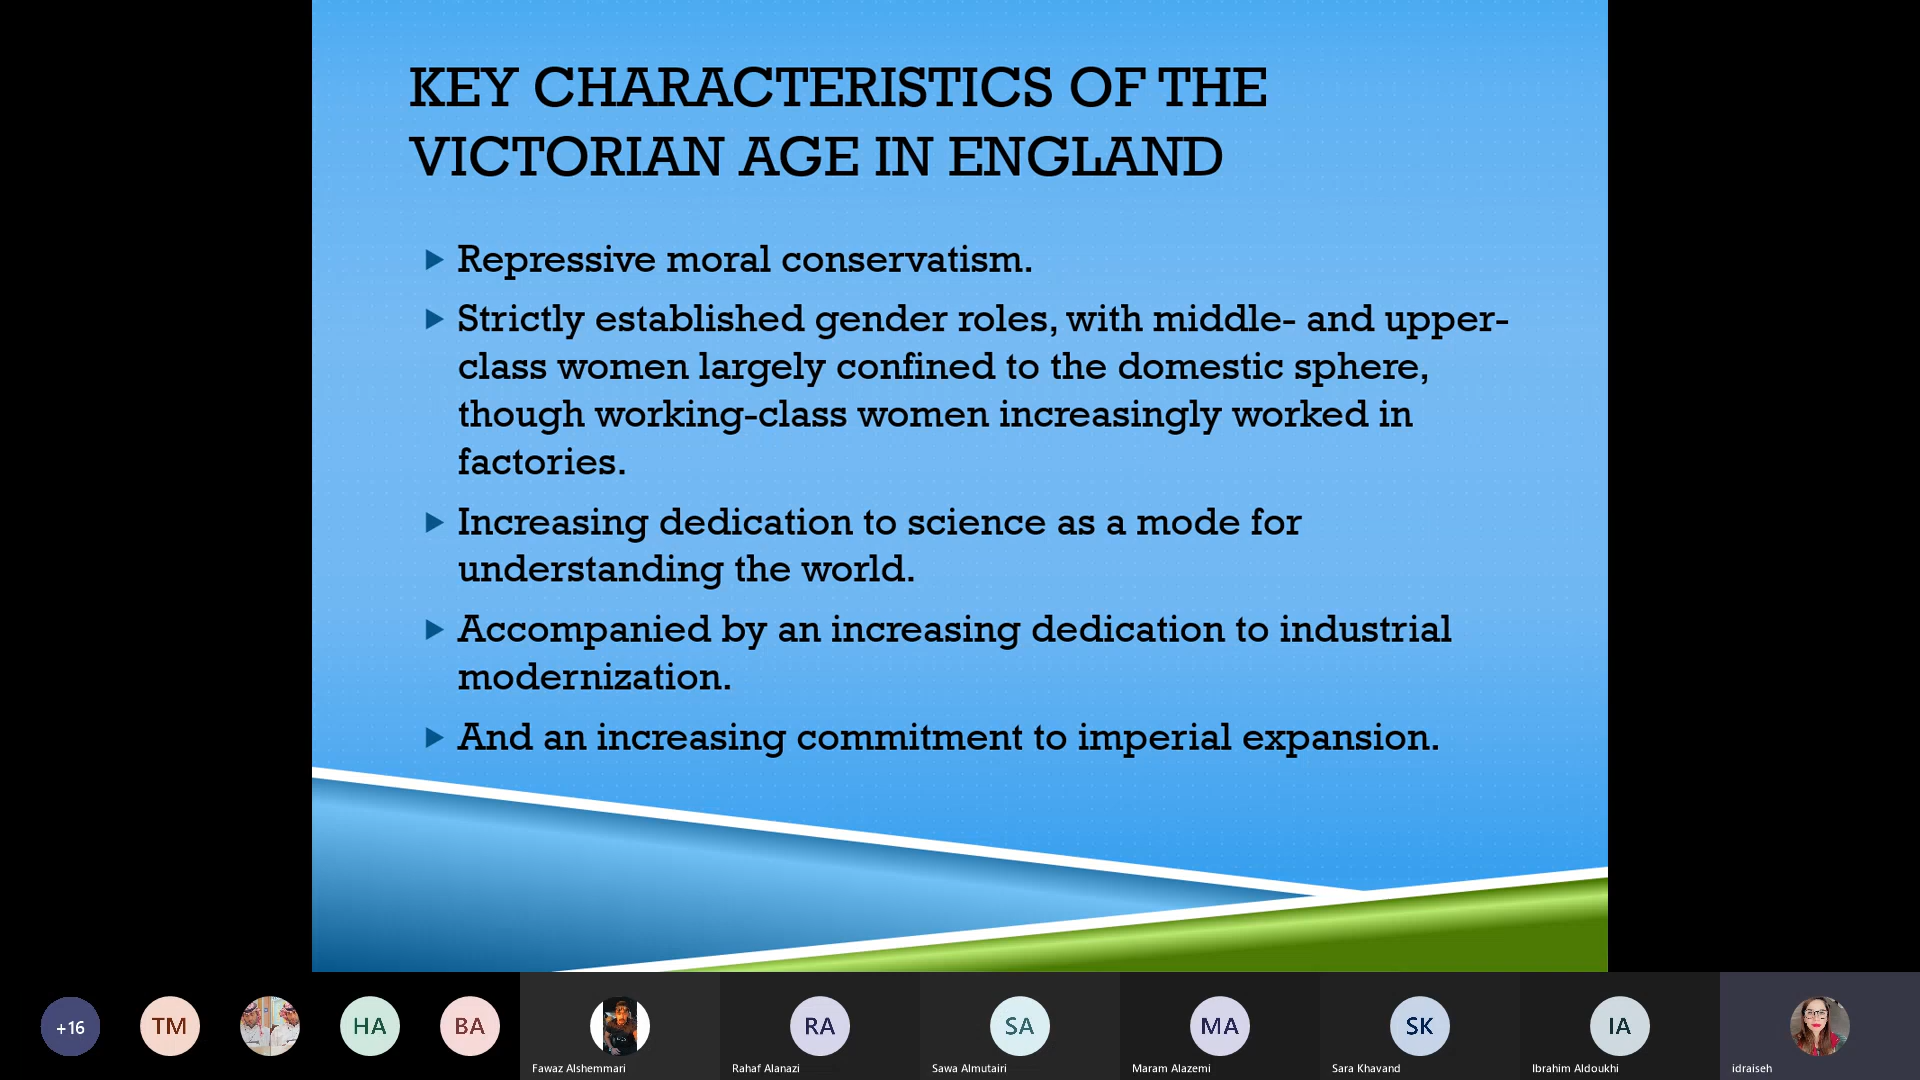 KEY CHARACTERISTICS OF THE
VICTORIAN AGE IN ENGLAND
Repressive moral conservatism.
Strictly established gender roles, with middle- and upper-
class women largely confined to the domestic sphere,
though working-class women increasingly worked in
factories.
Increasing dedication to science as a mode for
understanding the world.
Accompanied by an increasing dedication to industrial
modernization.
And an increasing commitment to imperial expansion.
+16
TM
HA
BA
RA
SA
MA
SK
IA
Fawaz Alshemmari
Rahaf Alanazi
Sawa Almutairi
Maram Alazemi
Sara Khavand
Ibrahim Aldoukhi
idraiseh